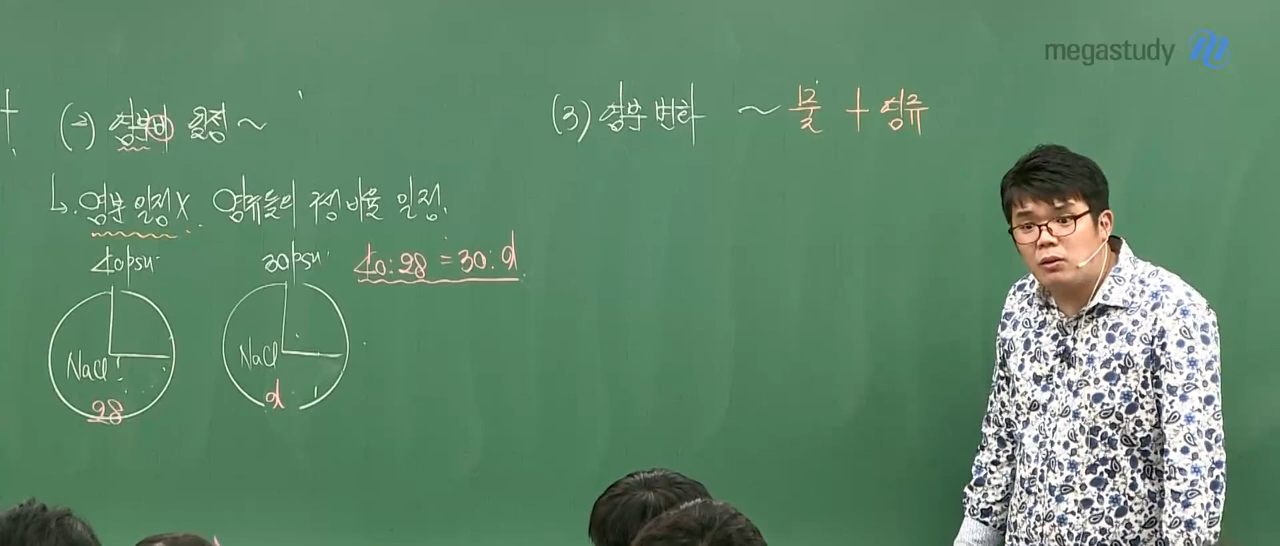 megastudy
(2) 염분비 일정 ~
↳. 염분 일정 X. 염류들의 구성 비율 일정.
40psu.
30psu.
40:28 = 30:d
NaCl
28
NaCl
d
(3) 염분 변화 ~ 물 + 염류